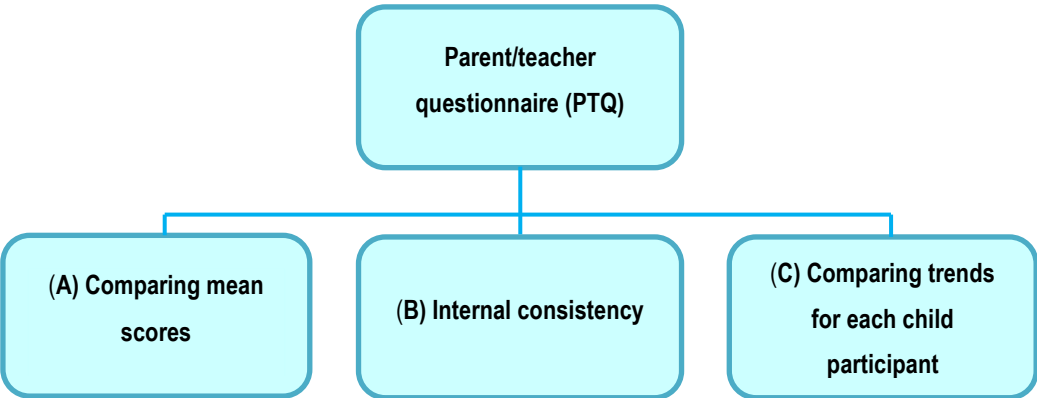 Parent/teacher
questionnaire (PTQ)
(A) Comparing mean
scores
(B) Internal consistency
(C) Comparing trends
for each child
participant